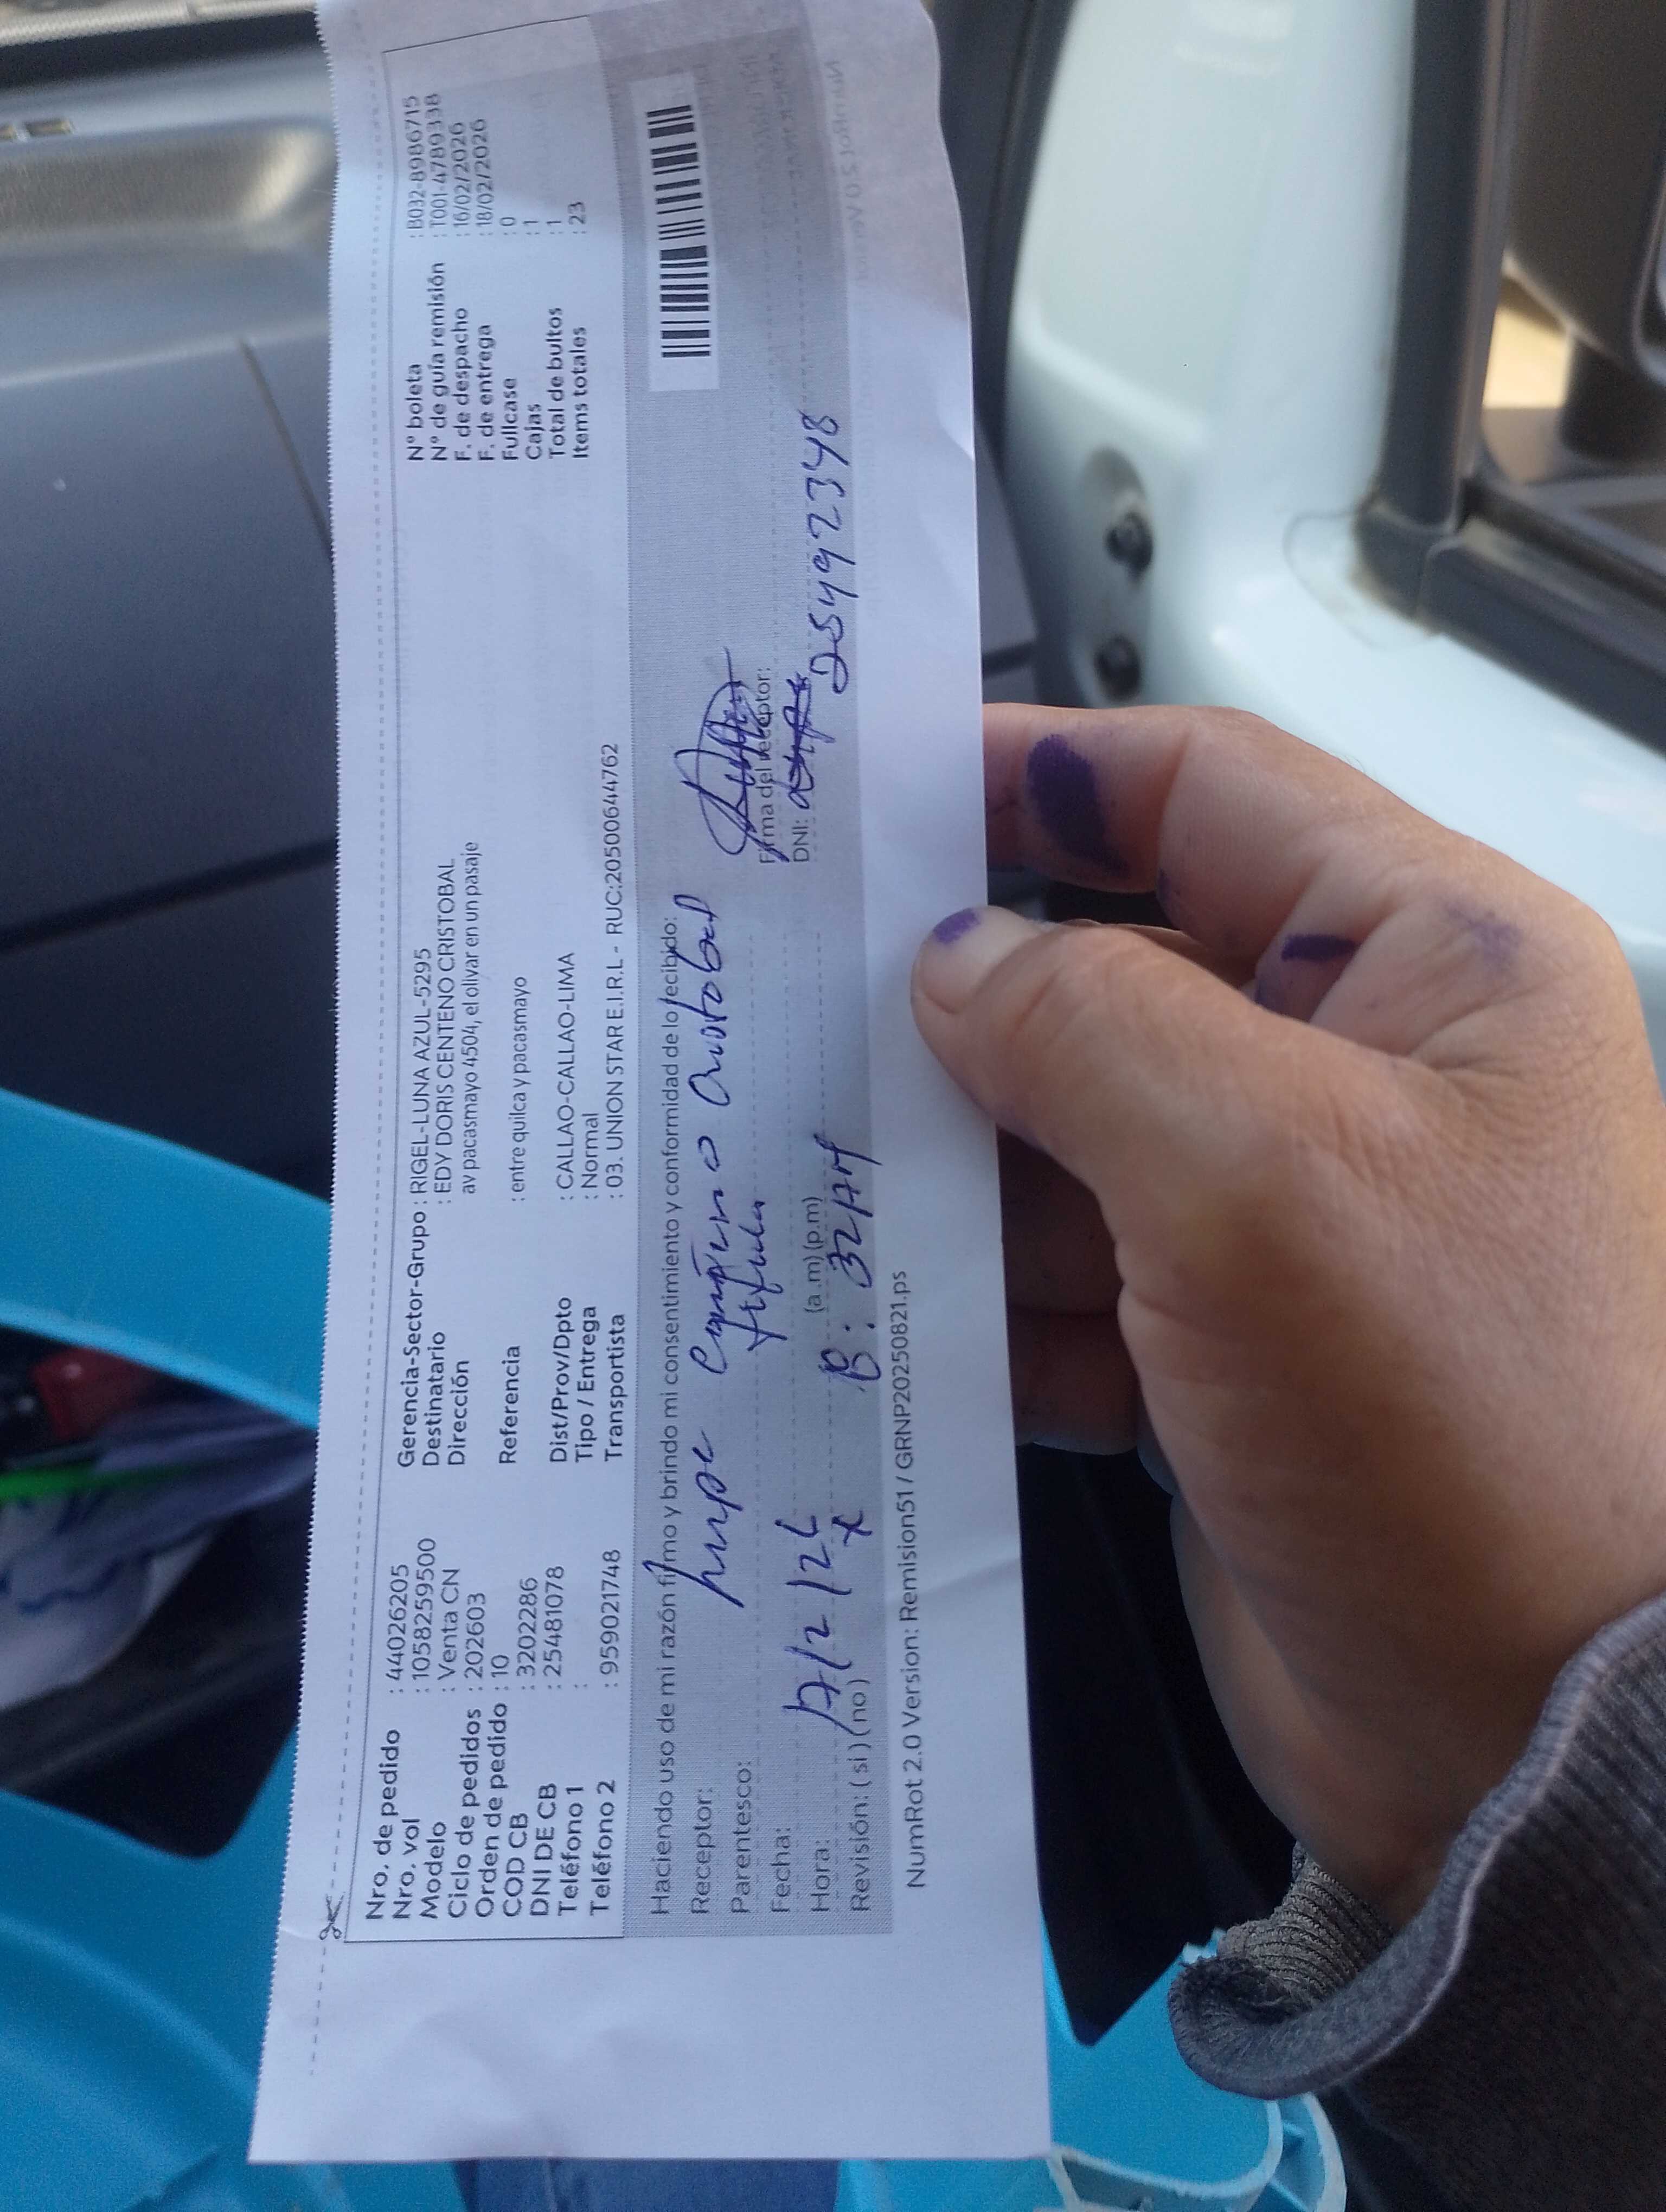 Nro. de pedido : 44026205
Nro. vol : 1058259500
Modelo : Venta CN
Ciclo de pedidos : 202603
Orden de pedido : 10
COD CB : 3202286
DNI DE CB : 25481078
Teléfono 1 :
Teléfono 2 : 959021748
Gerencia-Sector-Grupo : RIGEL-LUNA AZUL-5295
Destinatario : EDY DORIS CENTENO CRISTOBAL
Dirección av pacasmayo 4504, el olivar en un pasaje
Referencia : entre quilca y pacasmayo
Dist/Prov/Dpto : CALLAO-CALLAO-LIMA
Tipo / Entrega : Normal
Transportista : 03. UNION STAR E.I.R.L - RUC:20500644762
N° boleta : B032-8986715
N° de guía remisión : T001-4789338
F. de despacho : 16/02/2026
F. de entrega : 18/02/2026
Fullcase : 0
Cajas : 1
Total de bultos : 1
Items totales : 23
Haciendo uso de mi razón firmo y brindo mi consentimiento y conformidad de lo recibido:
Receptor:
Parentesco:
Firma del receptor:
Fecha:
DNI: 25492348
Hora: (a .m) (p.m)
8:32AM
Revisión: ( si ) ( no ) x
NumRot 2.0 Version: Remision51 / GRNP20250821.ps